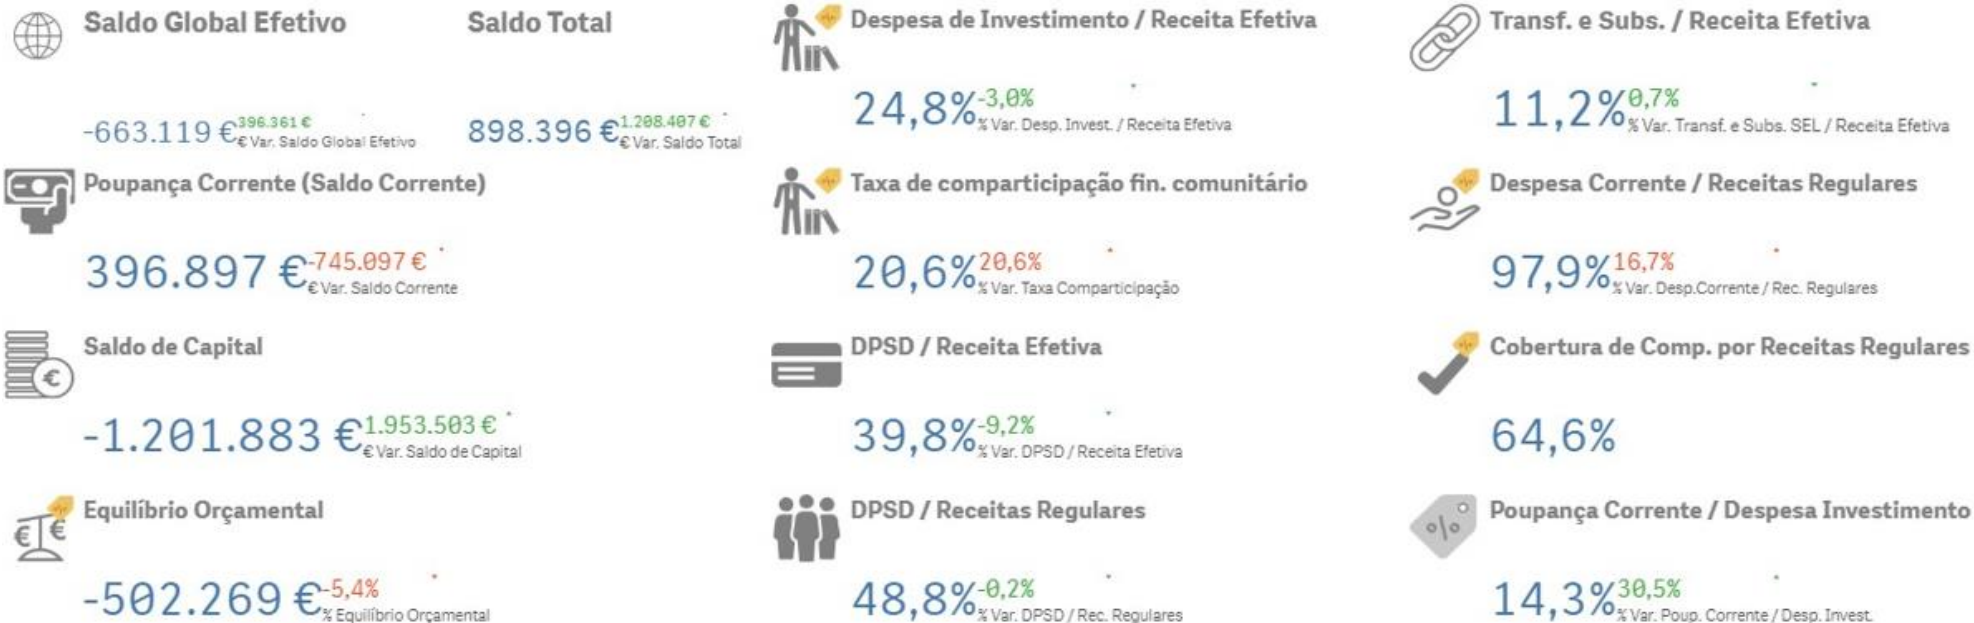 Saldo Global Efetivo
Saldo Total
-663.119 €
396.361 €
€ Var. Saldo Global Efetivo
898.396 €
1.208.407 €
€ Var. Saldo Total
Poupança Corrente (Saldo Corrente)
396.897 €
-745.097 €
€ Var. Saldo Corrente
Saldo de Capital
-1.201.883 €
1.953.503 €
€ Var. Saldo de Capital
€
Equilíbrio Orçamental
€ €
-502.269 €
-5,4%
% Equilíbrio Orçamental
Despesa de Investimento / Receita Efetiva
24,8%
-3,0%
% Var. Desp. Invest. / Receita Efetiva
Taxa de comparticipação fin. comunitário
20,6%
20,6%
% Var. Taxa Comparticipação
DPSD / Receita Efetiva
39,8%
-9,2%
% Var. DPSD / Receita Efetiva
DPSD / Receitas Regulares
48,8%
-0,2%
% Var. DPSD / Rec. Regulares
Transf. e Subs. / Receita Efetiva
11,2%
0,7%
% Var. Transf. e Subs. SEL / Receita Efetiva
Despesa Corrente / Receitas Regulares
97,9%
16,7%
% Var. Desp.Corrente / Rec. Regulares
Cobertura de Comp. por Receitas Regulares
64,6%
Poupança Corrente / Despesa Investimento
%
14,3%
30,5%
% Var. Poup. Corrente / Desp. Invest.